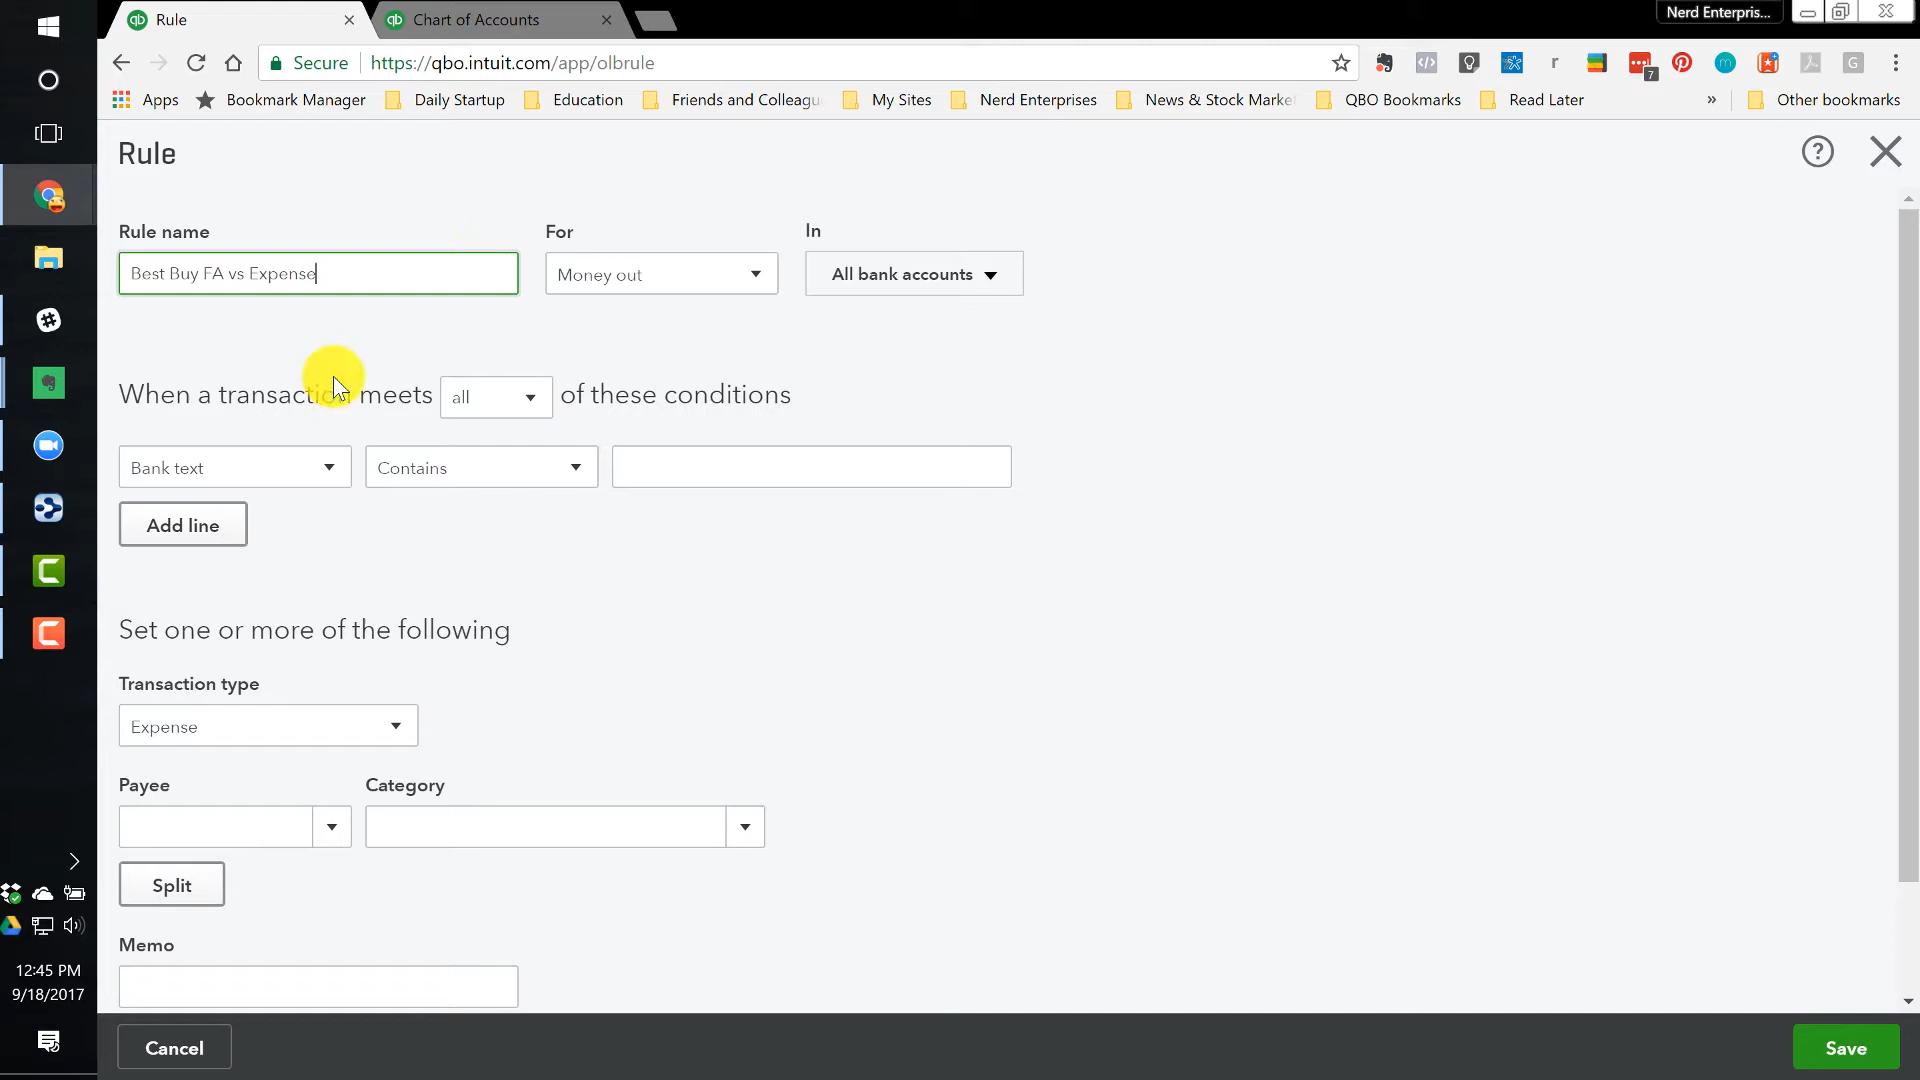 Rule
Chart of Accounts
Nerd Enterpris...
Secure
https://qbo.intuit.com/app/olbrule
7
r
m
G
Apps
Bookmark Manager
Daily Startup
Education
Friends and Colleagu
My Sites
Nerd Enterprises
News & Stock Market
QBO Bookmarks
Read Later
»
Other bookmarks
Rule
?
Rule name
For
In
Best Buy FA vs Expense
Money out
All bank accounts
When a transaction meets
all
of these conditions
Bank text
Contains
Add line
Set one or more of the following
Transaction type
Expense
Payee
Category
Split
Memo
12:45 PM
9/18/2017
Cancel
Save